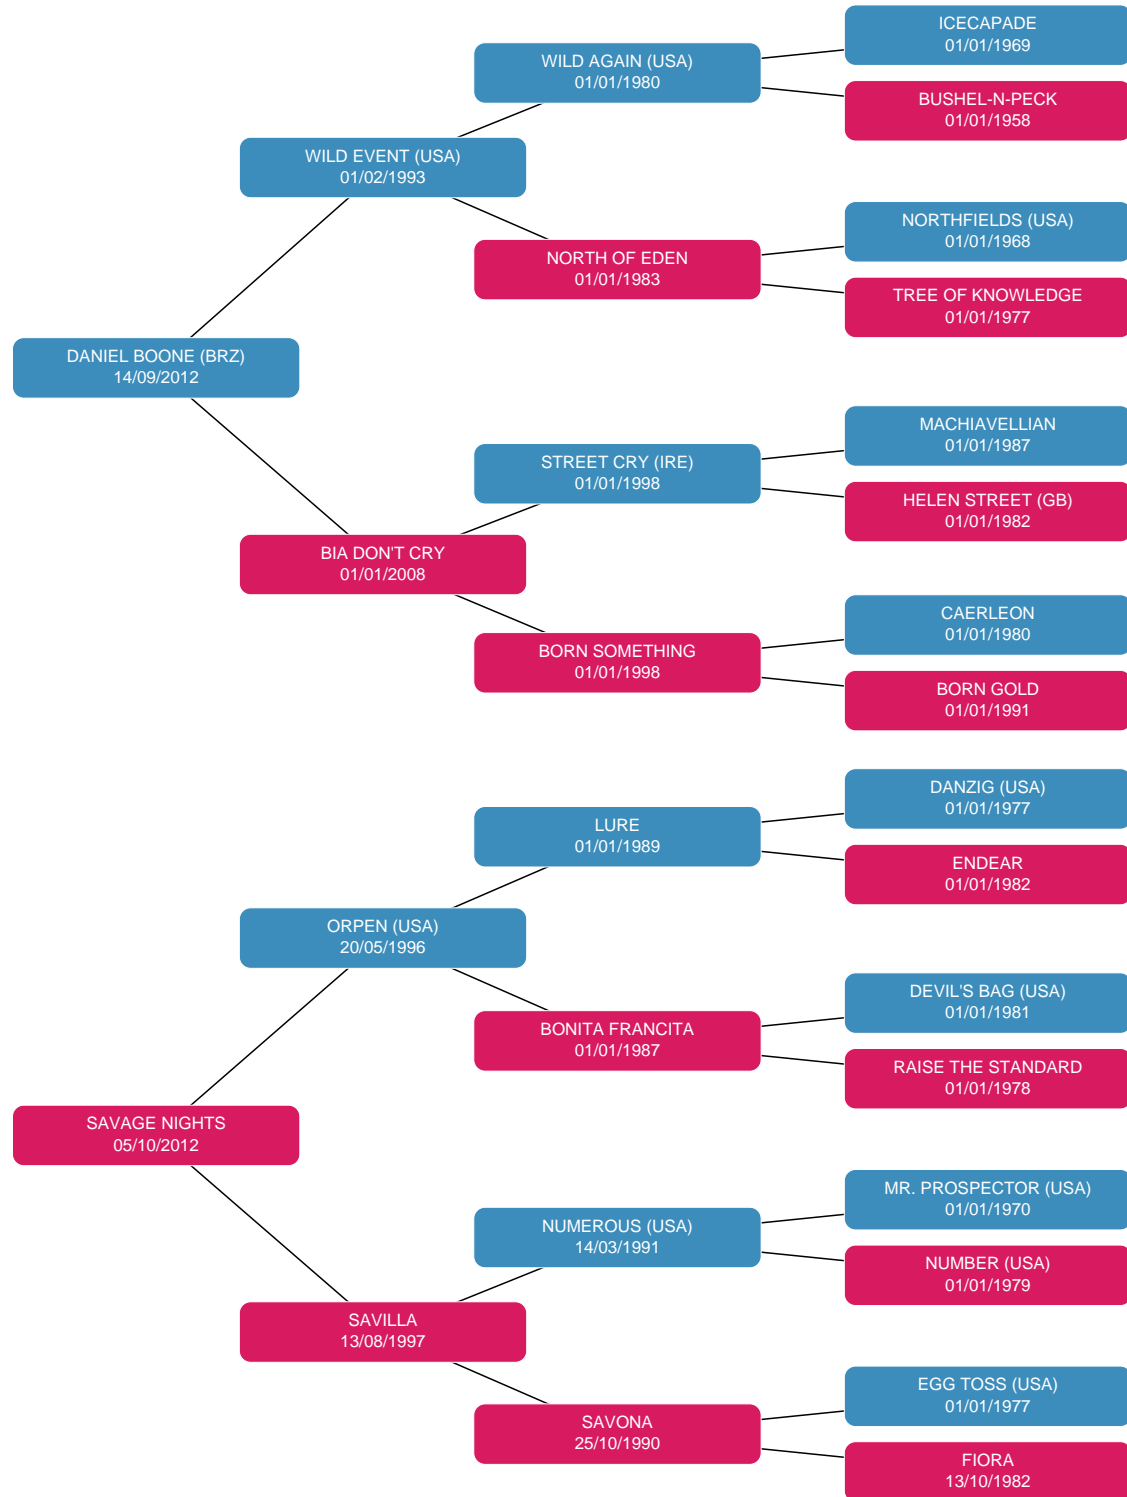 ICECAPADE
01/01/1969
WILD AGAIN (USA)
01/01/1980
BUSHEL-N-PECK
01/01/1958
WILD EVENT (USA)
01/02/1993
NORTHFIELDS (USA)
01/01/1968
NORTH OF EDEN
01/01/1983
TREE OF KNOWLEDGE
01/01/1977
DANIEL BOONE (BRZ)
14/09/2012
MACHIAVELLIAN
01/01/1987
STREET CRY (IRE)
01/01/1998
HELEN STREET (GB)
01/01/1982
BIA DON'T CRY
01/01/2008
CAERLEON
01/01/1980
BORN SOMETHING
01/01/1998
BORN GOLD
01/01/1991
DANZIG (USA)
01/01/1977
LURE
01/01/1989
ENDEAR
01/01/1982
ORPEN (USA)
20/05/1996
DEVIL'S BAG (USA)
01/01/1981
BONITA FRANCITA
01/01/1987
RAISE THE STANDARD
01/01/1978
SAVAGE NIGHTS
05/10/2012
MR. PROSPECTOR (USA)
01/01/1970
NUMEROUS (USA)
14/03/1991
NUMBER (USA)
01/01/1979
SAVILLA
13/08/1997
EGG TOSS (USA)
01/01/1977
SAVONA
25/10/1990
FIORA
13/10/1982